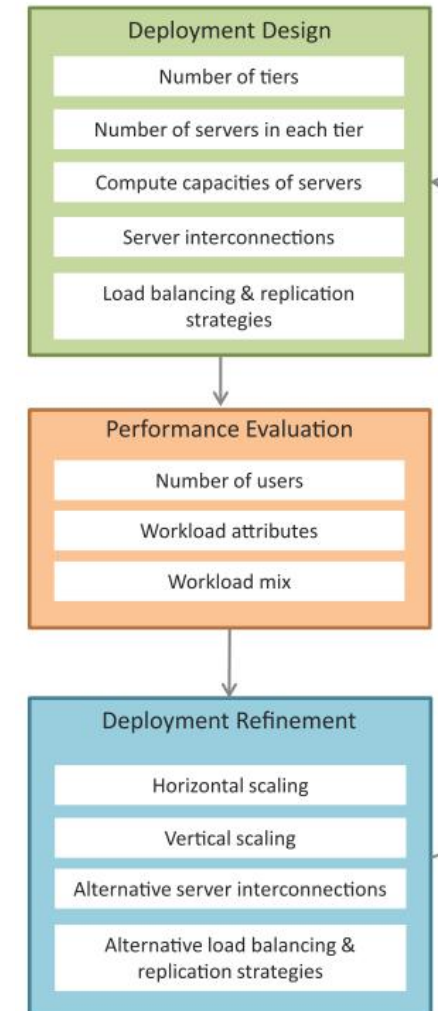 Deployment Design
Number of tiers
Number of servers in each tier
Compute capacities of servers
Server interconnections
Load balancing & replication
strategies
Performance Evaluation
Number of users
Workload attributes
Workload mix
Deployment Refinement
Horizontal scaling
Vertical scaling
Alternative server interconnections
Alternative load balancing &
replication strategies